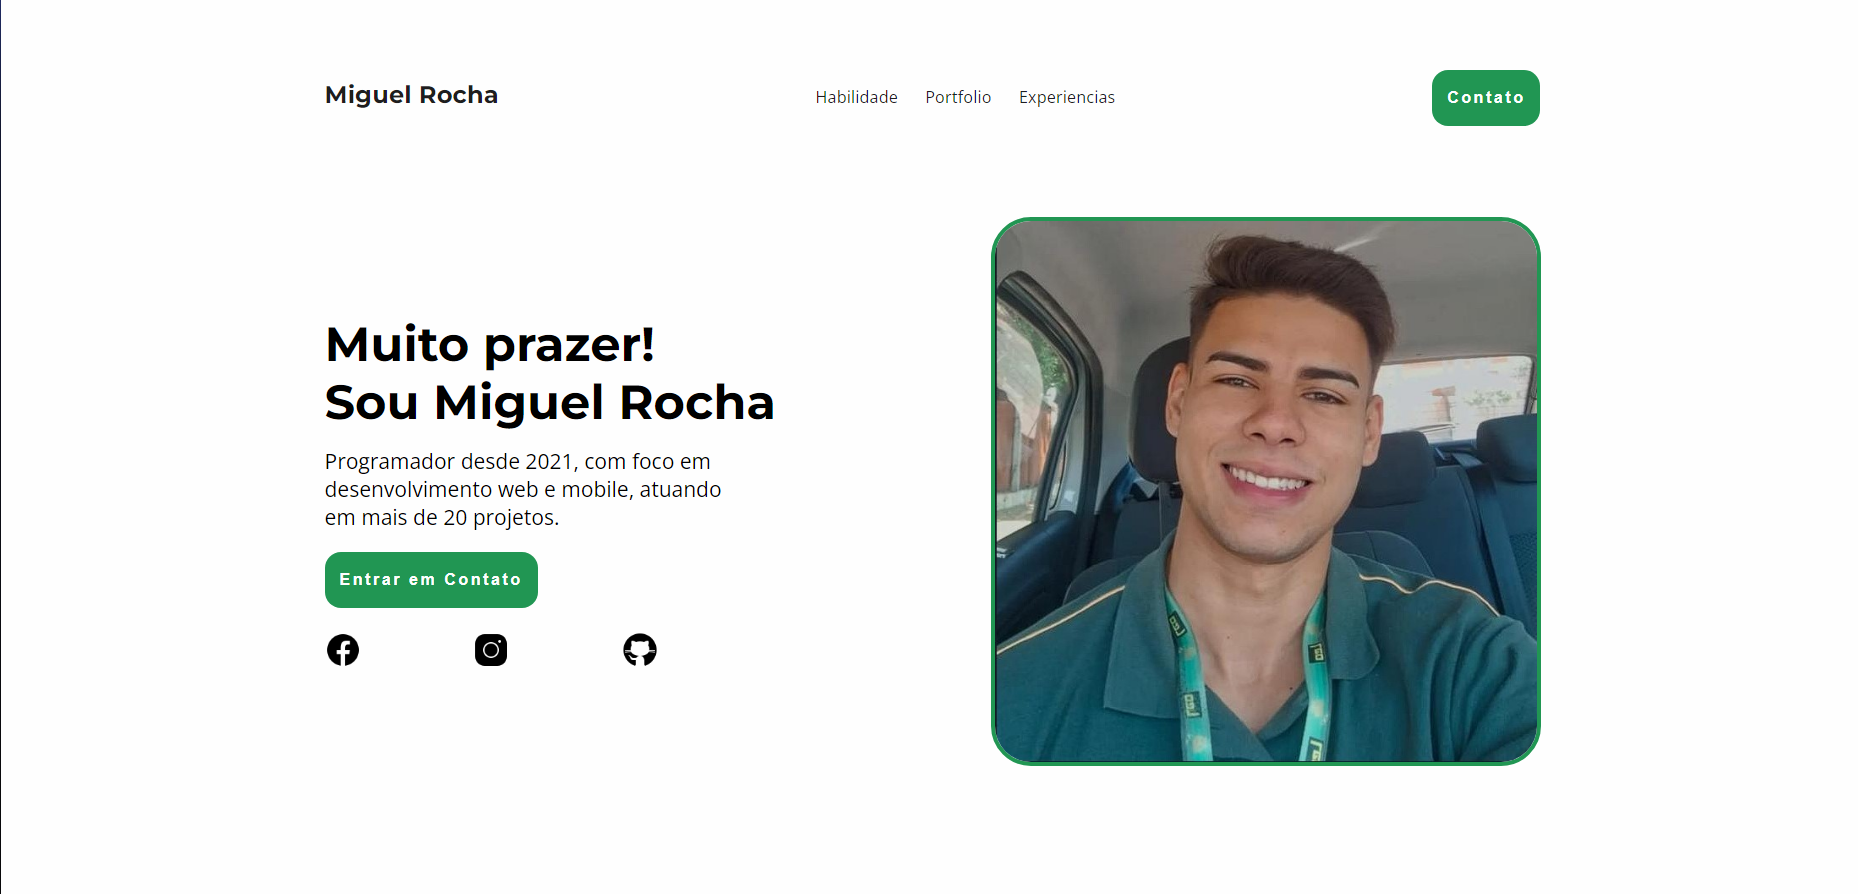 Miguel Rocha
Habilidade
Portfolio
Experiencias
Contato
Muito prazer!
Sou Miguel Rocha
Programador desde 2021, com foco em
desenvolvimento web e mobile, atuando
em mais de 20 projetos.
Entrar em Contato